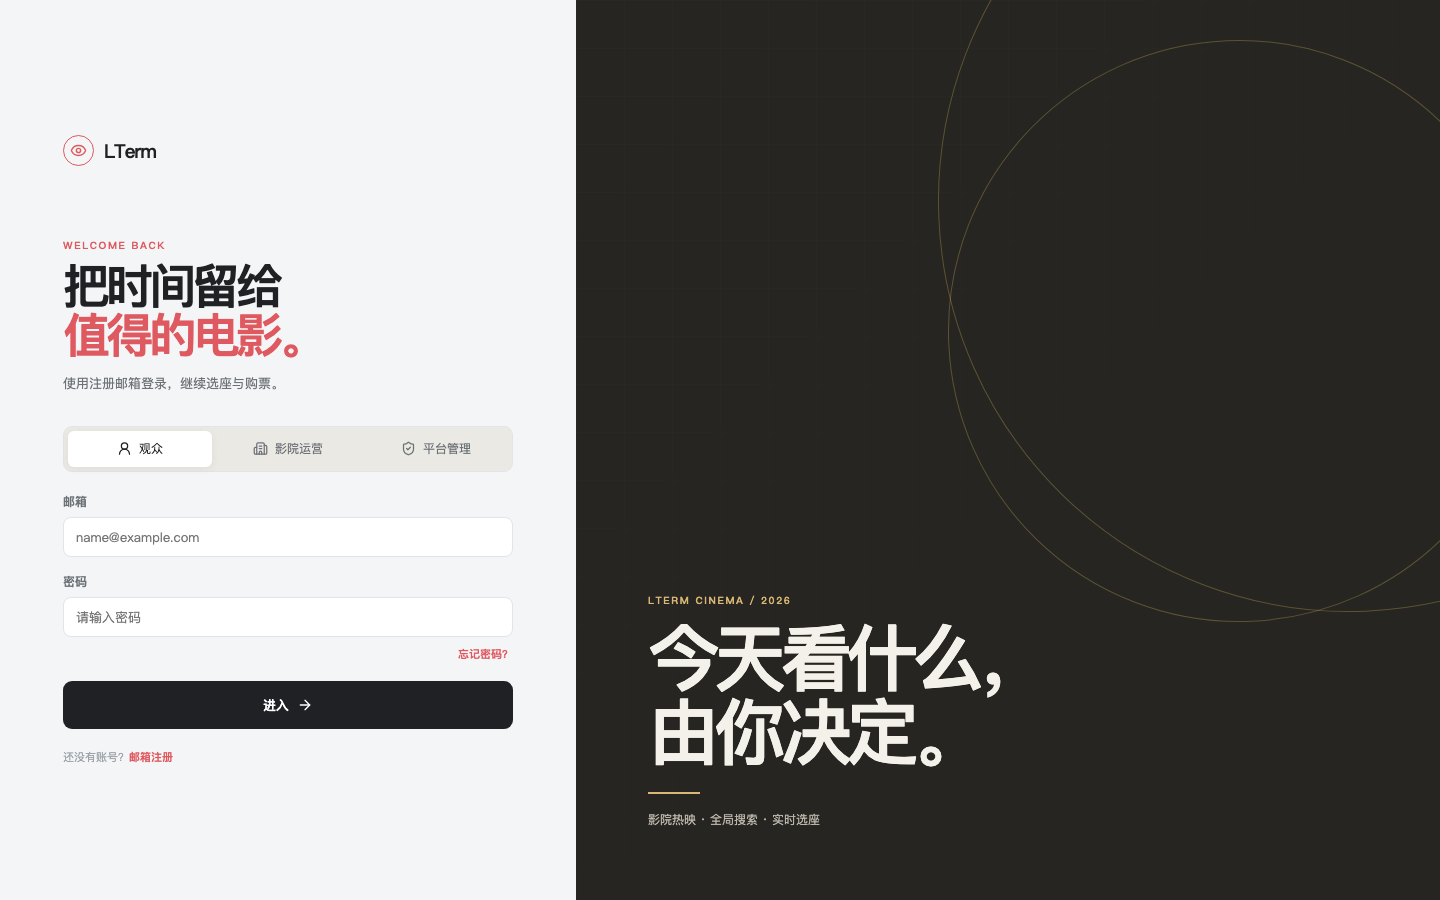 LTerm
WELCOME BACK
把时间留给
值得的电影。
使用注册邮箱登录，继续选座与购票。
观众
影院运营
平台管理
邮箱
name@example.com
密码
请输入密码
忘记密码？
进入
还没有账号？邮箱注册
LTERM CINEMA / 2026
今天看什么，
由你决定。
影院热映 · 全局搜索 · 实时选座